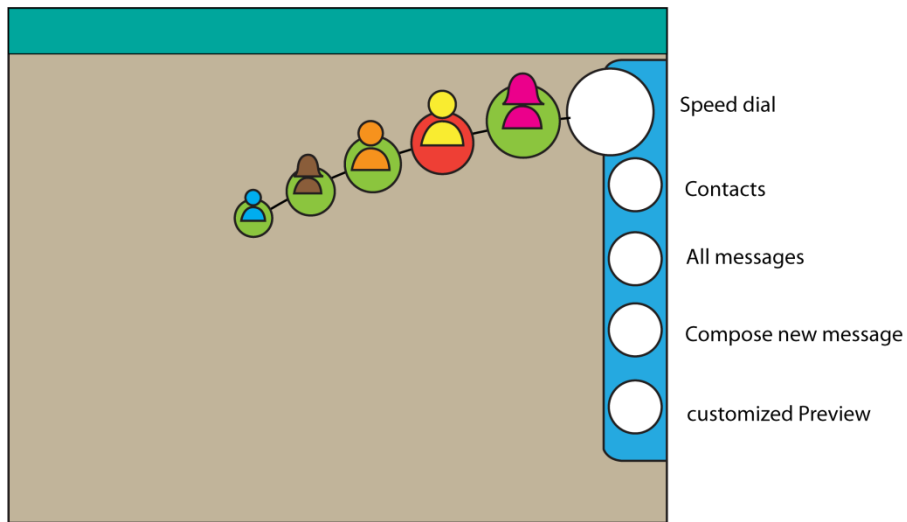 Speed dial
Contacts
All messages
Compose new message
customized Preview